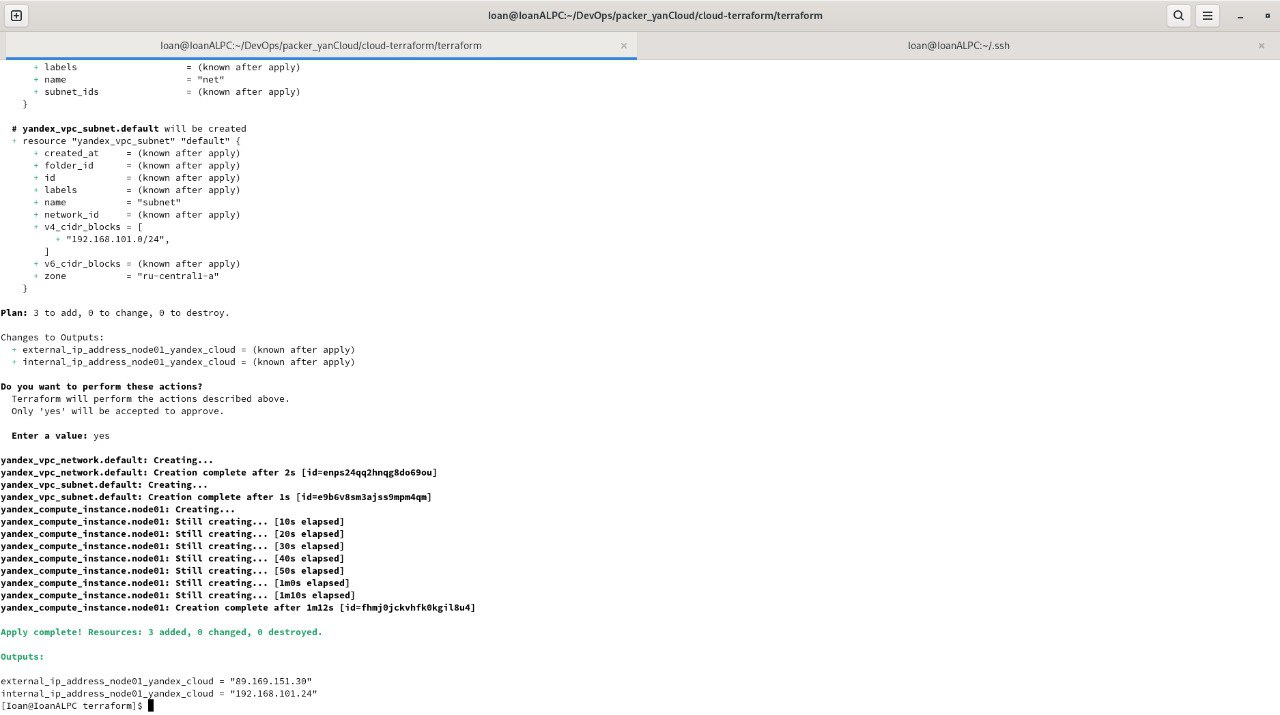 Ioan@IoanALPC:~/DevOps/packer_yanCloud/cloud-terraform/terraform
Ioan@IoanALPC:~/DevOps/packer_yanCloud/cloud-terraform/terraform
Ioan@IoanALPC:~/.ssh
+ labels = (known after apply)
+ name = "net"
+ subnet_ids = (known after apply)
}
# yandex_vpc_subnet.default will be created
+ resource "yandex_vpc_subnet" "default" {
+ created_at = (known after apply)
+ folder_id = (known after apply)
+ id = (known after apply)
+ labels = (known after apply)
+ name = "subnet"
+ network_id = (known after apply)
+ v4_cidr_blocks = [
+ "192.168.101.0/24",
]
+ v6_cidr_blocks = (known after apply)
+ zone = "ru-central1-a"
}
Plan: 3 to add, 0 to change, 0 to destroy.
Changes to Outputs:
+ external_ip_address_node01_yandex_cloud = (known after apply)
+ internal_ip_address_node01_yandex_cloud = (known after apply)
Do you want to perform these actions?
Terraform will perform the actions described above.
Only 'yes' will be accepted to approve.
Enter a value: yes
yandex_vpc_network.default: Creating...
yandex_vpc_network.default: Creation complete after 2s [id=enps24qq2hnqg8do69ou]
yandex_vpc_subnet.default: Creating...
yandex_vpc_subnet.default: Creation complete after 1s [id=e9b6v8sm3ajss9mpm4qm]
yandex_compute_instance.node01: Creating...
yandex_compute_instance.node01: Still creating... [10s elapsed]
yandex_compute_instance.node01: Still creating... [20s elapsed]
yandex_compute_instance.node01: Still creating... [30s elapsed]
yandex_compute_instance.node01: Still creating... [40s elapsed]
yandex_compute_instance.node01: Still creating... [50s elapsed]
yandex_compute_instance.node01: Still creating... [1m0s elapsed]
yandex_compute_instance.node01: Still creating... [1m10s elapsed]
yandex_compute_instance.node01: Creation complete after 1m12s [id=fhmj0jckvhfk0kgil8u4]
Apply complete! Resources: 3 added, 0 changed, 0 destroyed.
Outputs:
external_ip_address_node01_yandex_cloud = "89.169.151.30"
internal_ip_address_node01_yandex_cloud = "192.168.101.24"
[Ioan@IoanALPC terraform]$